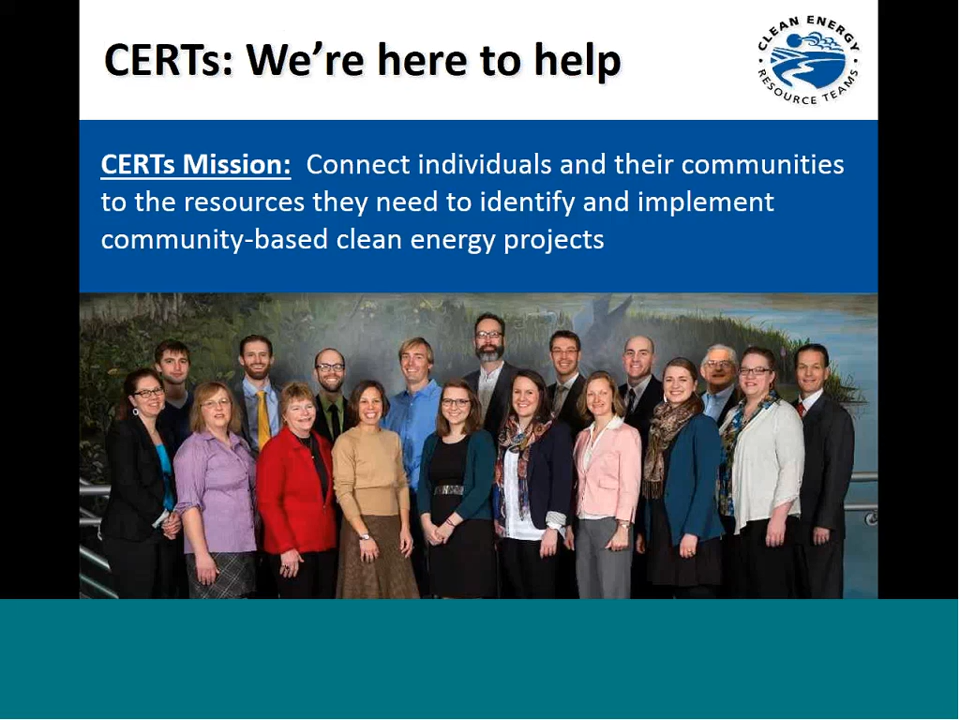 CERTs: We're here to help
CLEAN ENERGY
RESOURCE TEAMS
CERTs Mission: Connect individuals and their communities
to the resources they need to identify and implement
community-based clean energy projects